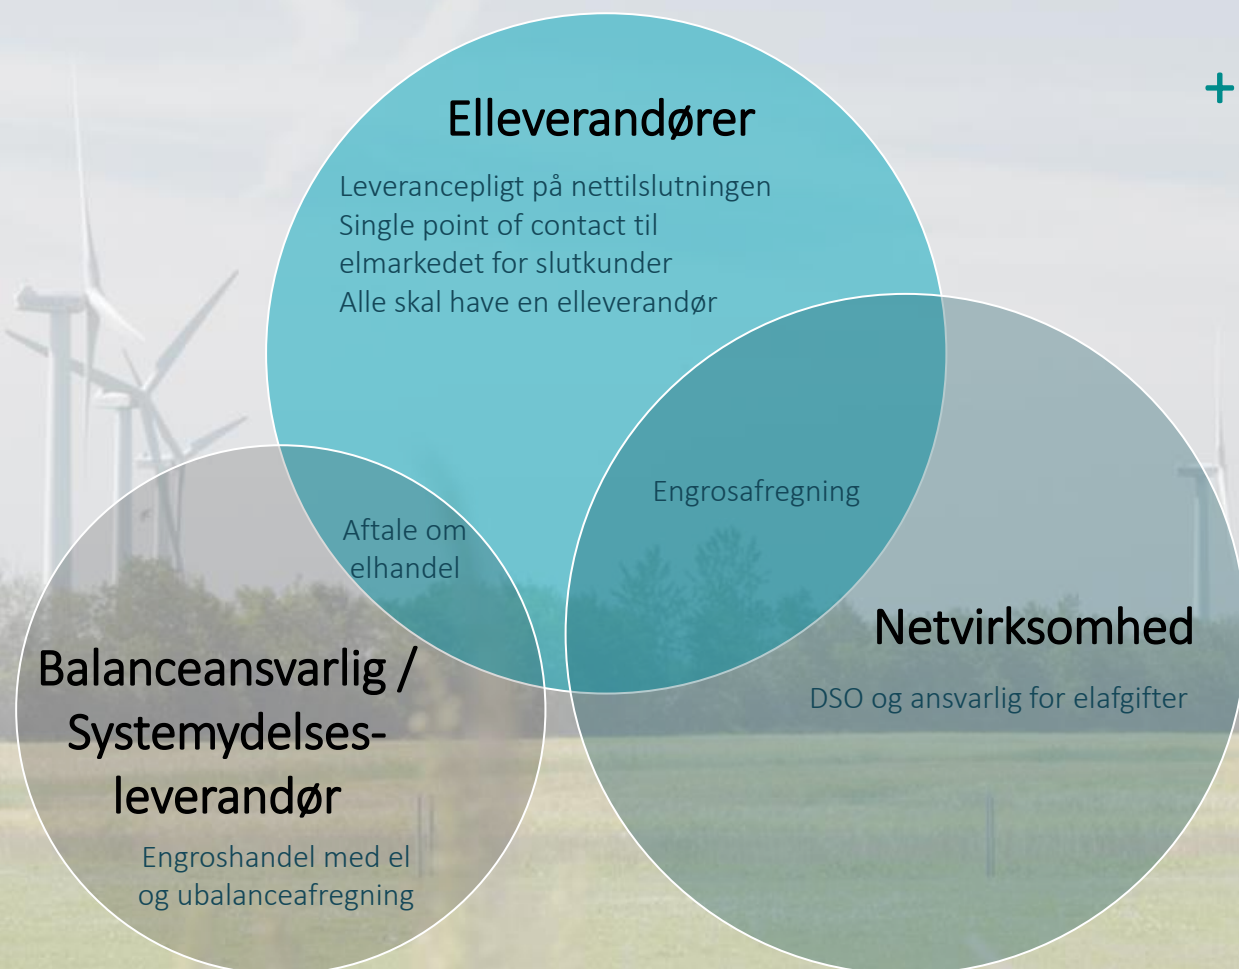 +
Elleverandører
Leverancepligt på nettilslutningen
Single point of contact til
elmarkedet for slutkunder
Alle skal have en elleverandør
Engrosafregning
Aftale om
elhandel
Netvirksomhed
DSO og ansvarlig for elafgifter
Balanceansvarlig /
Systemydelses-
leverandør
Engroshandel med el
og ubalanceafregning